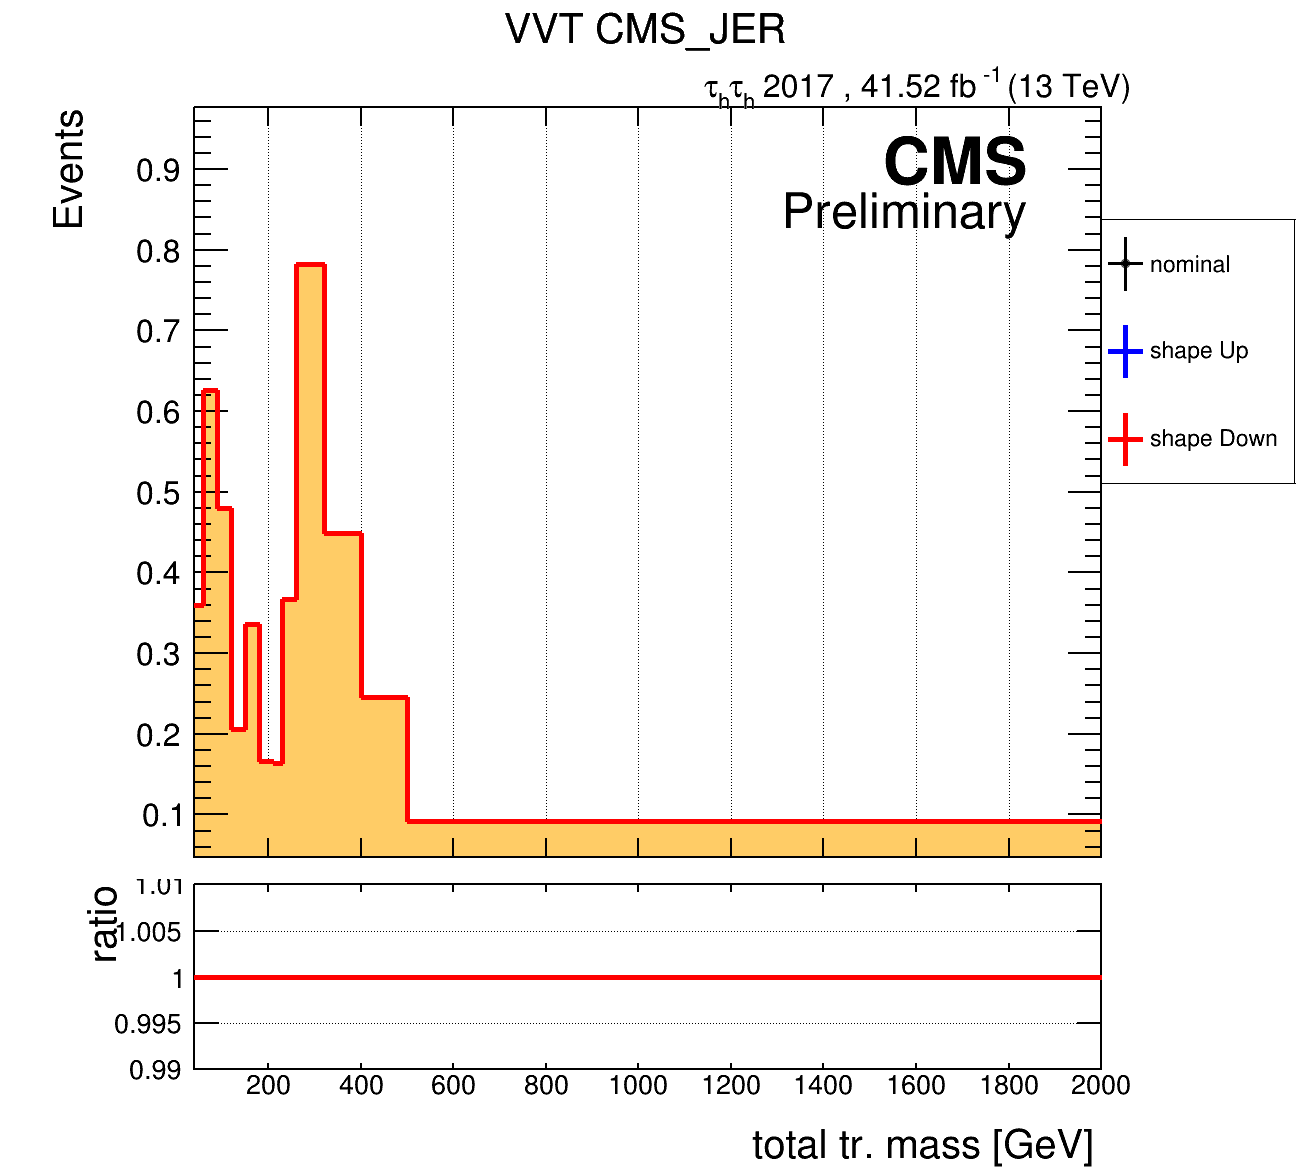 VVT CMS_JER
τhτh 2017 , 41.52 fb-1 (13 TeV)
Events
CMS
Preliminary
0.9
0.8
0.7
0.6
0.5
0.4
0.3
0.2
0.1
nominal
shape Up
shape Down
ratio
1.01
1.005
1
0.995
0.99
200 400 600 800 1000 1200 1400 1600 1800 2000
total tr. mass [GeV]